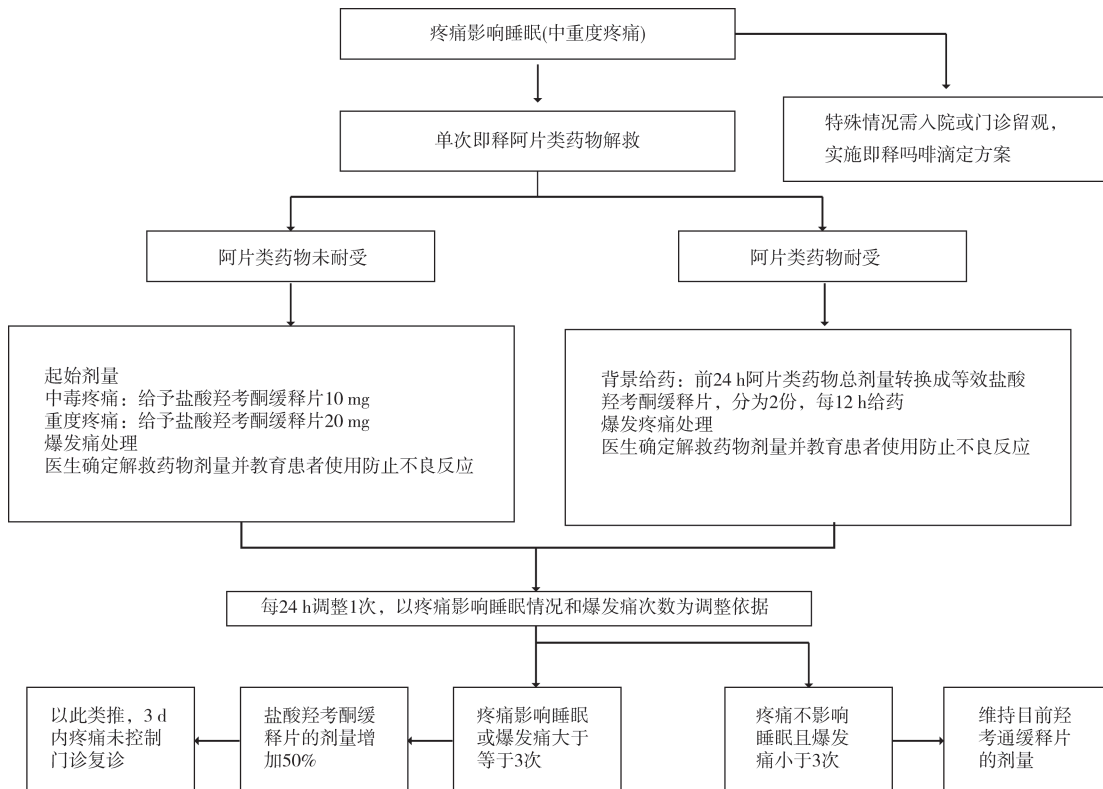 疼痛影响睡眠(中重度疼痛)
单次即释阿片类药物解救
特殊情况需入院或门诊留观，
实施即释吗啡滴定方案
阿片类药物未耐受
阿片类药物耐受
起始剂量
中毒疼痛：给予盐酸羟考酮缓释片10 mg
重度疼痛：给予盐酸羟考酮缓释片20 mg
爆发痛处理
医生确定解救药物剂量并教育患者使用防止不良反应
背景给药：前24 h阿片类药物总剂量转换成等效盐酸
羟考酮缓释片，分为2份，每12 h给药
爆发疼痛处理
医生确定解救药物剂量并教育患者使用防止不良反应
每24 h调整1次，以疼痛影响睡眠情况和爆发痛次数为调整依据
以此类推，3 d
内疼痛未控制
门诊复诊
盐酸羟考酮缓
释片的剂量增
加50%
疼痛影响睡眠
或爆发痛大于
等于3次
疼痛不影响
睡眠且爆发
痛小于3次
维持目前羟
考通缓释片
的剂量